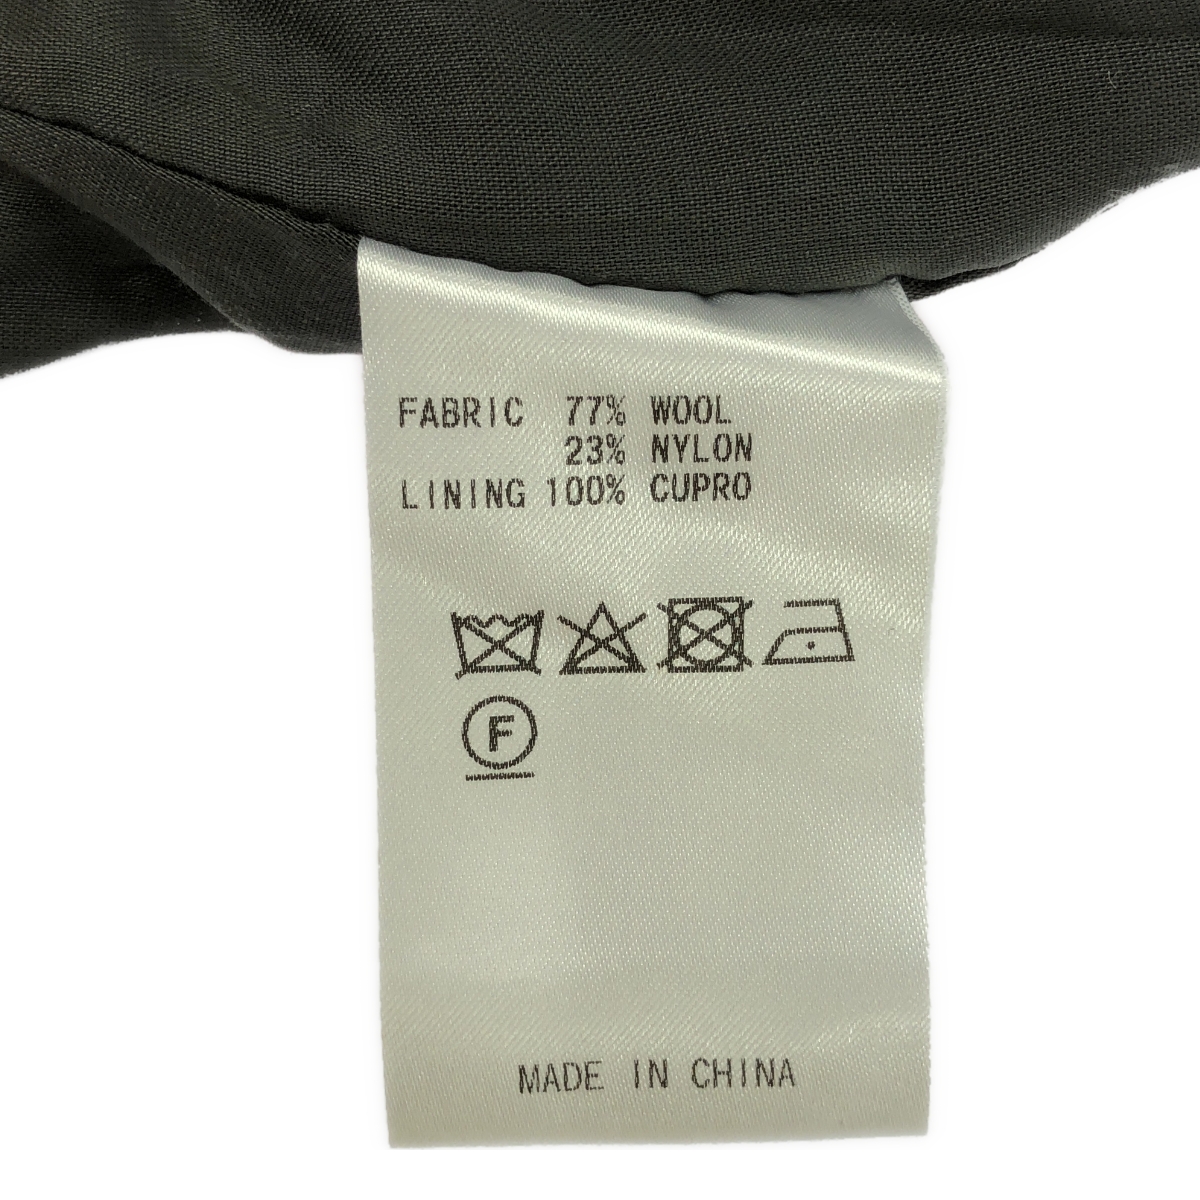 FABRIC 77% WOOL
23% NYLON
LINING 100% CUPRO
F
MADE IN CHINA